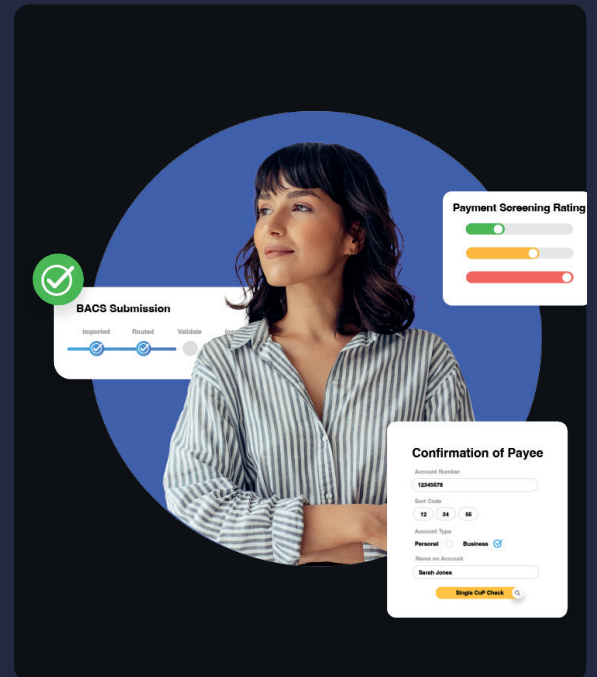 Payment Screening Rating
BACS Submission
Imported Routed Validate
Confirmation of Payee
Account Number
12345678
Sort Code
12 34 56
Account Type
Personal Business
Name on Account
Sarah Jones
Single CoP Check